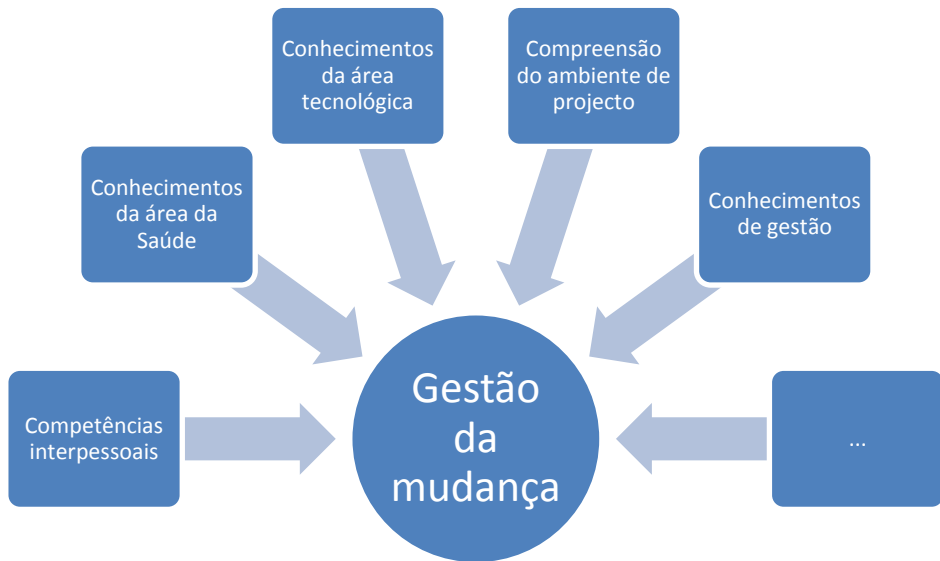 Conhecimentos
da área
tecnológica
Compreensão
do ambiente de
projecto
Conhecimentos
da área da
Saúde
Conhecimentos
de gestão
Competências
interpessoais
Gestão
da
mudança
...